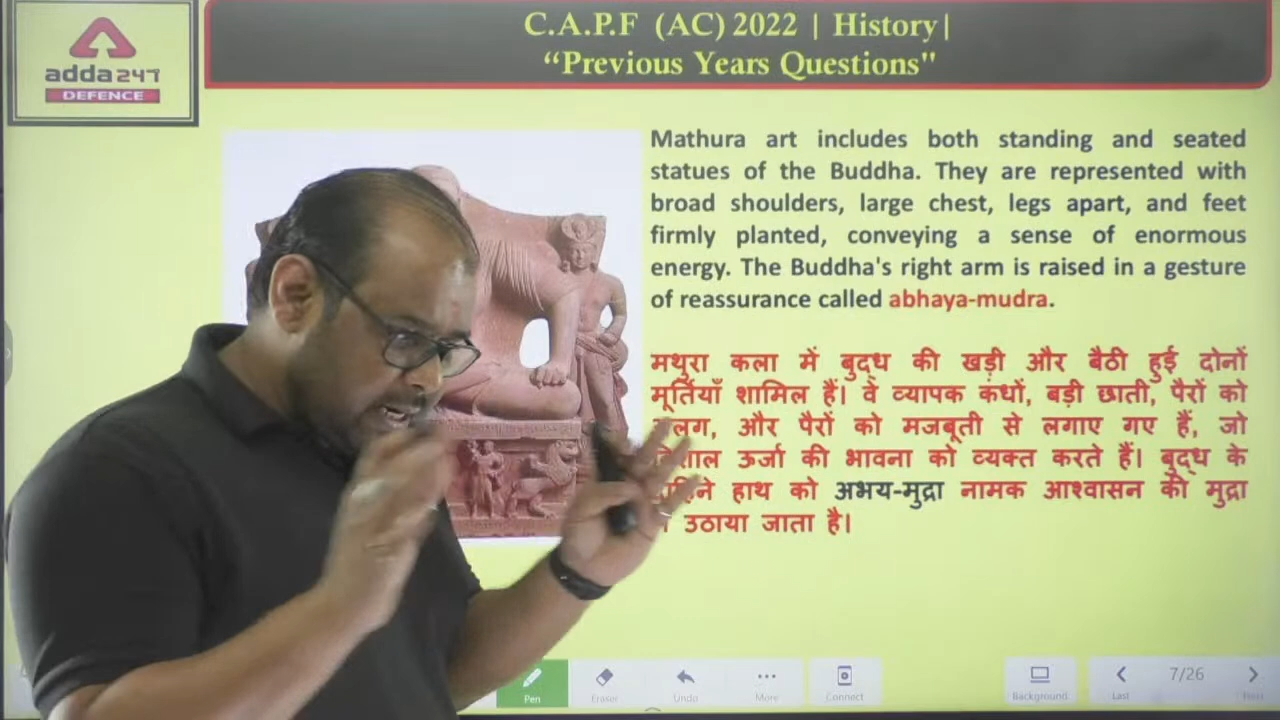 C.A.P.F (AC) 2022 | History|
“Previous Years Questions"
adda247
DEFENCE
Mathura art includes both standing and seated
statues of the Buddha. They are represented with
broad shoulders, large chest, legs apart, and feet
firmly planted, conveying a sense of enormous
energy. The Buddha's right arm is raised in a gesture
of reassurance called abhaya-mudra.
मथुरा कला में बुद्ध की खड़ी और बैठी हुई दोनों
मूर्तियाँ शामिल हैं। वे व्यापक कंधों, बड़ी छाती, पैरों को
और पैरों को मजबूती से लगाए गए हैं, जो
ऊर्जा की भावना को व्यक्त करते हैं। बुद्ध के
हाथ को अभय-मुद्रा नामक आश्वासन की मुद्रा
उठाया जाता है।
Pen
Eraser
Undo
More
Connect
Background
Last
7/26